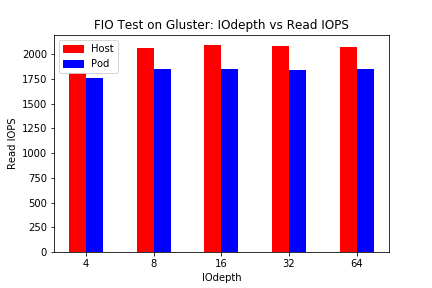 FIO Test on Gluster: IOdepth vs Read IOPS
Host
Pod
2000
1750
1500
1250
1000
750
500
250
0
Read IOPS
4 8 16 32 64
IOdepth